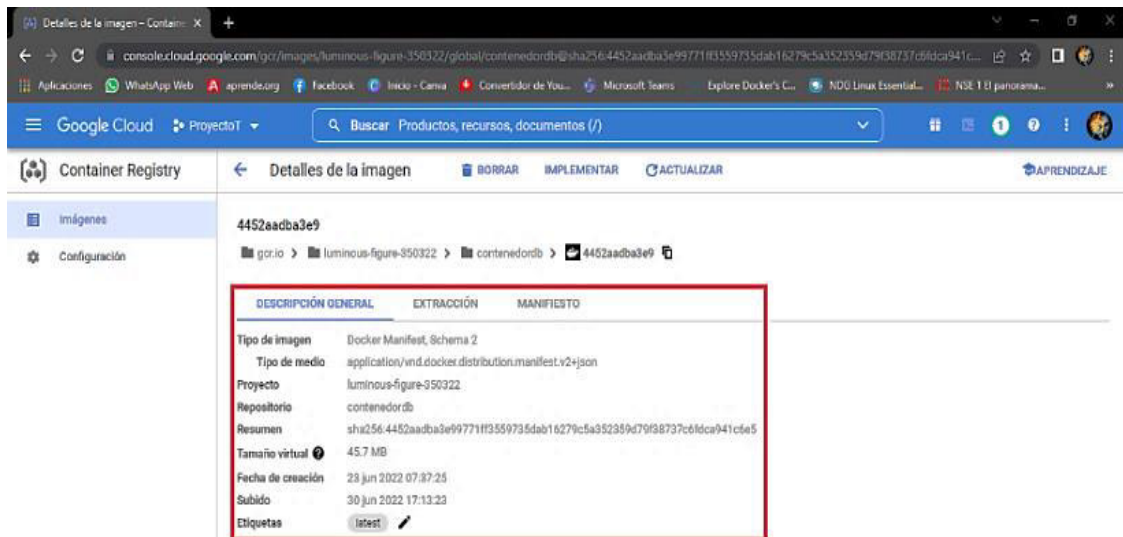 Detalles de la imagen – Contain
console.cloud.google.com/gcr/images/luminous-figure-350322/global/contenedordb@sha256:4452aadba3e99771ff3559735dab16279c5a352359d79f38737c6fdca941c...
Aplicaciones WhatsApp Web aprende.org Facebook Inicio - Canva Convertidor de You... Microsoft Teams Explore Docker's C... NDG Linux Essential... NSE 1 El panorama... »
Google Cloud ProyectoT Buscar Productos, recursos, documentos (/) 1
Container Registry Detalles de la imagen BORRAR IMPLEMENTAR ACTUALIZAR APRENDIZAJE
Imágenes
Configuración
4452aadba3e9
gcr.io > luminous-figure-350322 > contenedordb > 4452aadba3e9
DESCRIPCIÓN GENERAL EXTRACCIÓN MANIFIESTO
Tipo de imagen Docker Manifest, Schema 2
Tipo de medio application/vnd.docker.distribution.manifest.v2+json
Proyecto luminous-figure-350322
Repositorio contenedordb
Resumen sha256:4452aadba3e99771ff3559735dab16279c5a352359d79f38737c6fdca941c6e5
Tamaño virtual 45.7 MB
Fecha de creación 23 jun 2022 07:37:25
Subido 30 jun 2022 17:13:23
Etiquetas latest